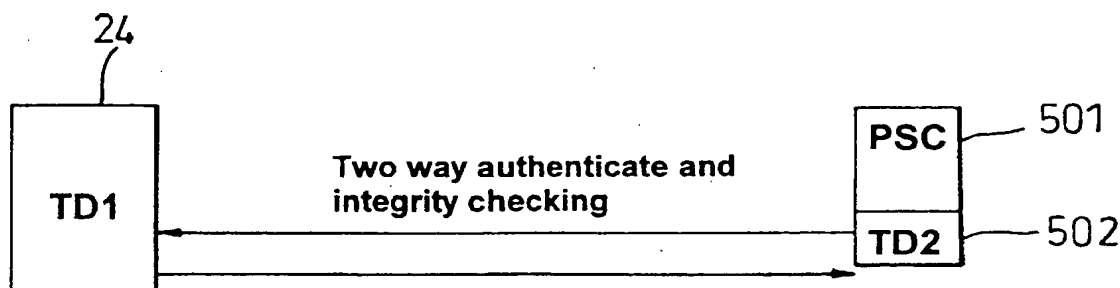 24
PSC
501
Two way authenticate and
integrity checking
TD1
TD2
502